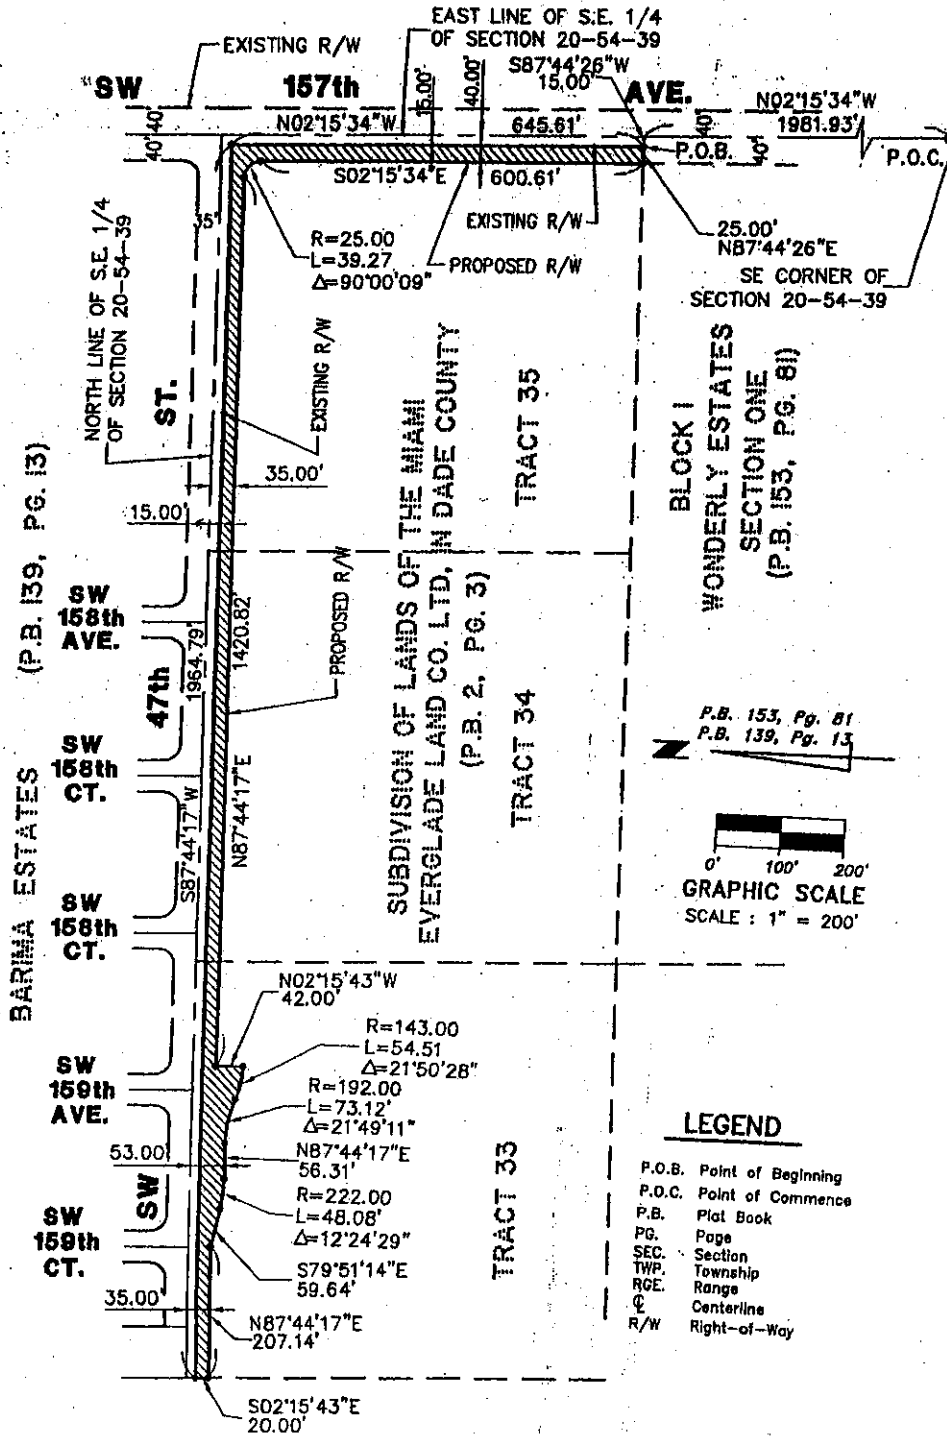 EAST LINE OF S.E. 1/4
OF SECTION 20-54-39
EXISTING R/W
S87°44'26"W
15.00'
SW 157th AVE.
15.00'
40.00'
N02°15'34"W
1981.93'
40'
40'
N02°15'34"W
645.61'
40'
40'
P.O.B.
P.O.C.
S02°15'34"E
600.61'
EXISTING R/W
25.00'
N87°44'26"E
35'
R=25.00
L=39.27
Δ=90°00'09"
PROPOSED R/W
SE CORNER OF
SECTION 20-54-39
NORTH LINE OF S.E. 1/4
OF SECTION 20-54-39
ST.
EXISTING R/W
35.00'
15.00'
SUBDIVISION OF LANDS OF THE MIAMI
EVERGLADE LAND CO. LTD, IN DADE COUNTY
(P.B. 2, PG. 3)
TRACT 35
BLOCK 1
WONDERLY ESTATES
SECTION ONE
(P.B. 153, PG. 81)
BARIMA ESTATES (P.B. 139, PG. 13)
SW
158th
AVE.
1964.79'
1420.82'
PROPOSED R/W
47th
TRACT 34
P.B. 153, Pg. 81
P.B. 139, Pg. 13
Z
SW
158th
CT.
S87°44'17"W
N87°44'17"E
0' 100' 200'
GRAPHIC SCALE
SCALE : 1" = 200'
SW
158th
CT.
N02°15'43"W
42.00'
R=143.00
L=54.51
Δ=21°50'28"
SW
159th
AVE.
R=192.00
L=73.12'
Δ=21°49'11"
53.00'
N87°44'17"E
56.31'
SW
R=222.00
L=48.08'
Δ=12°24'29"
TRACT 33
SW
159th
CT.
S79°51'14"E
59.64'
35.00'
N87°44'17"E
207.14'
S02°15'43"E
20.00'
LEGEND
P.O.B. Point of Beginning
P.O.C. Point of Commence
P.B. Plat Book
PG. Page
SEC. Section
TWP. Township
RGE. Range
℄ Centerline
R/W Right-of-Way